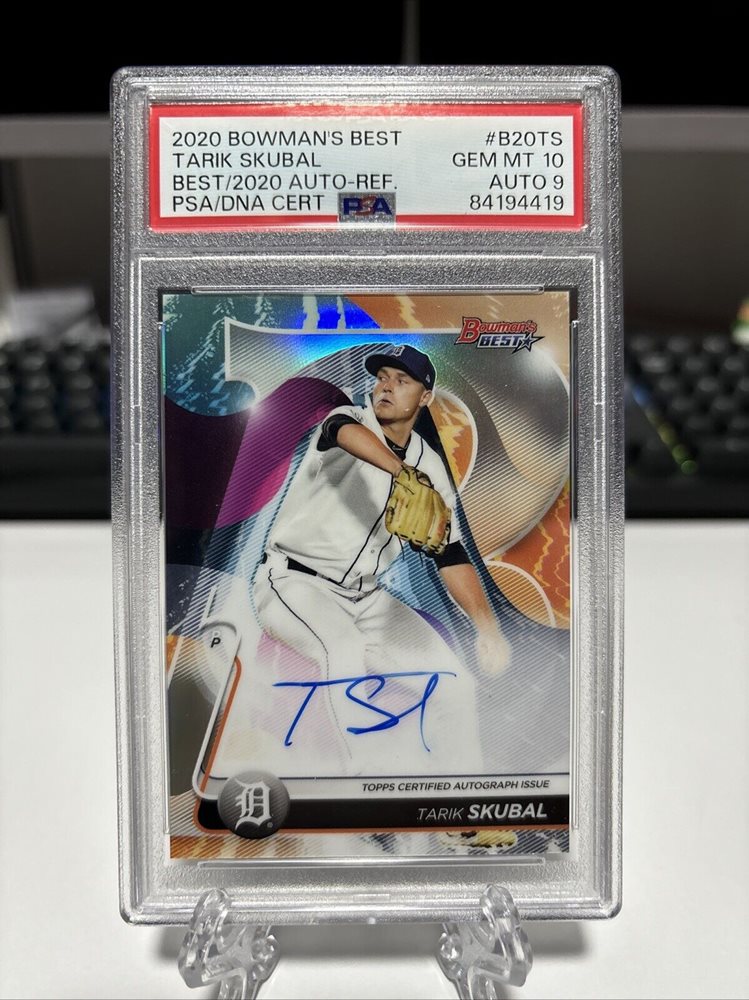 2020 BOWMAN'S BEST #B20TS
TARIK SKUBAL GEM MT 10
BEST/2020 AUTO-REF. AUTO 9
PSA/DNA CERT PSA 84194419
Bowman's
BEST
D
P
T Sl
TOPPS CERTIFIED AUTOGRAPH ISSUE
D
TARIK SKUBAL